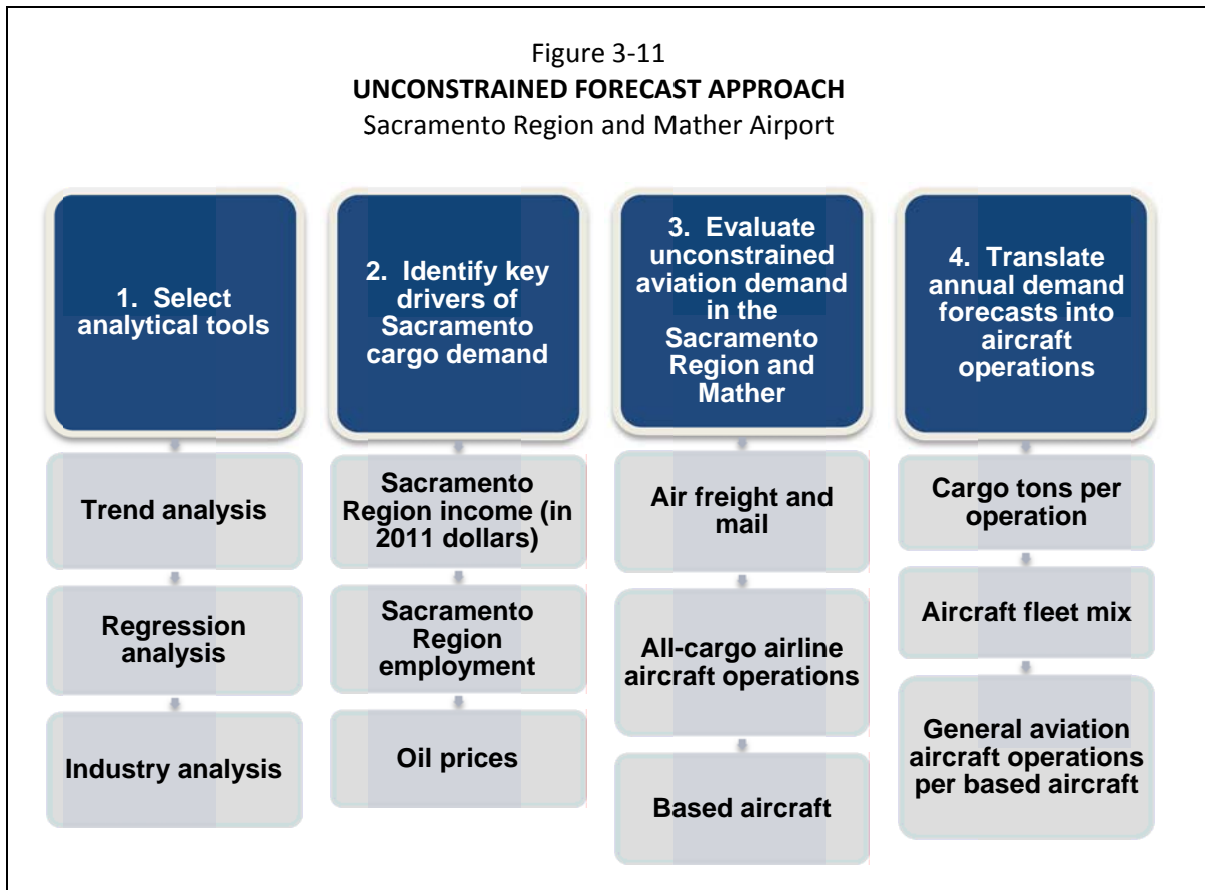 Figure 3-11
UNCONSTRAINED FORECAST APPROACH
Sacramento Region and Mather Airport
1. Select
analytical tools
Trend analysis
Regression
analysis
Industry analysis
2. Identify key
drivers of
Sacramento
cargo demand
Sacramento
Region income (in
2011 dollars)
Sacramento
Region
employment
Oil prices
3. Evaluate
unconstrained
aviation demand
in the
Sacramento
Region and
Mather
Air freight and
mail
All-cargo airline
aircraft operations
Based aircraft
4. Translate
annual demand
forecasts into
aircraft
operations
Cargo tons per
operation
Aircraft fleet mix
General aviation
aircraft operations
per based aircraft